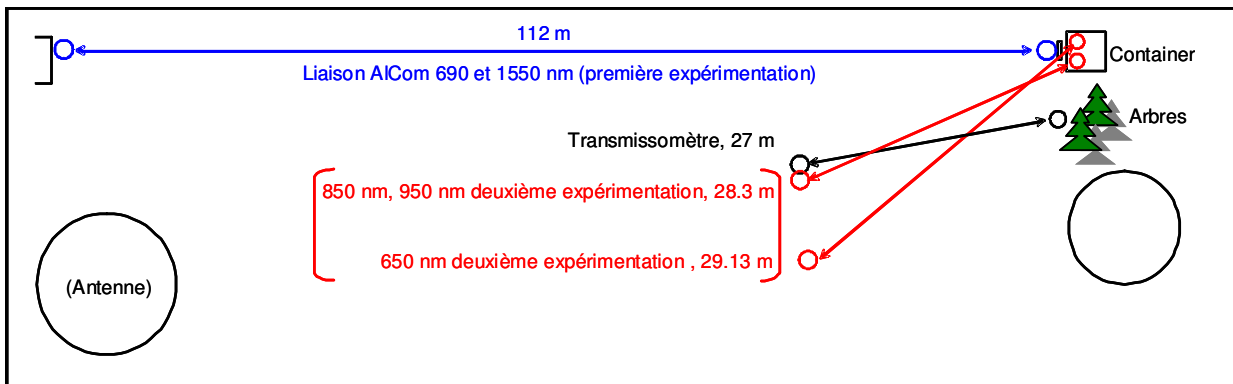 112 m
Liaison AlCom 690 et 1550 nm (première expérimentation)
Container
Arbres
Transmissomètre, 27 m
850 nm, 950 nm deuxième expérimentation, 28.3 m
650 nm deuxième expérimentation , 29.13 m
(Antenne)